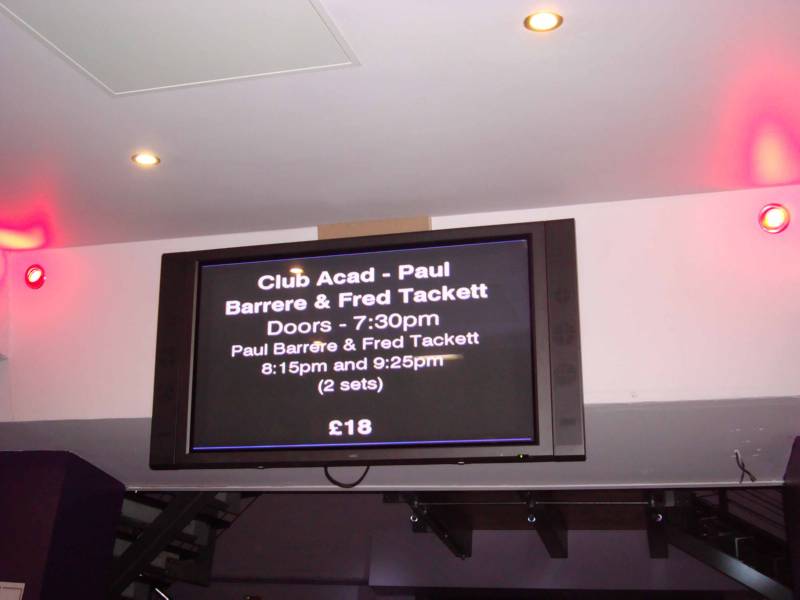 Club Acad - Paul
Barrere & Fred Tackett
Doors - 7:30pm
Paul Barrere & Fred Tackett
8:15pm and 9:25pm
(2 sets)
£18